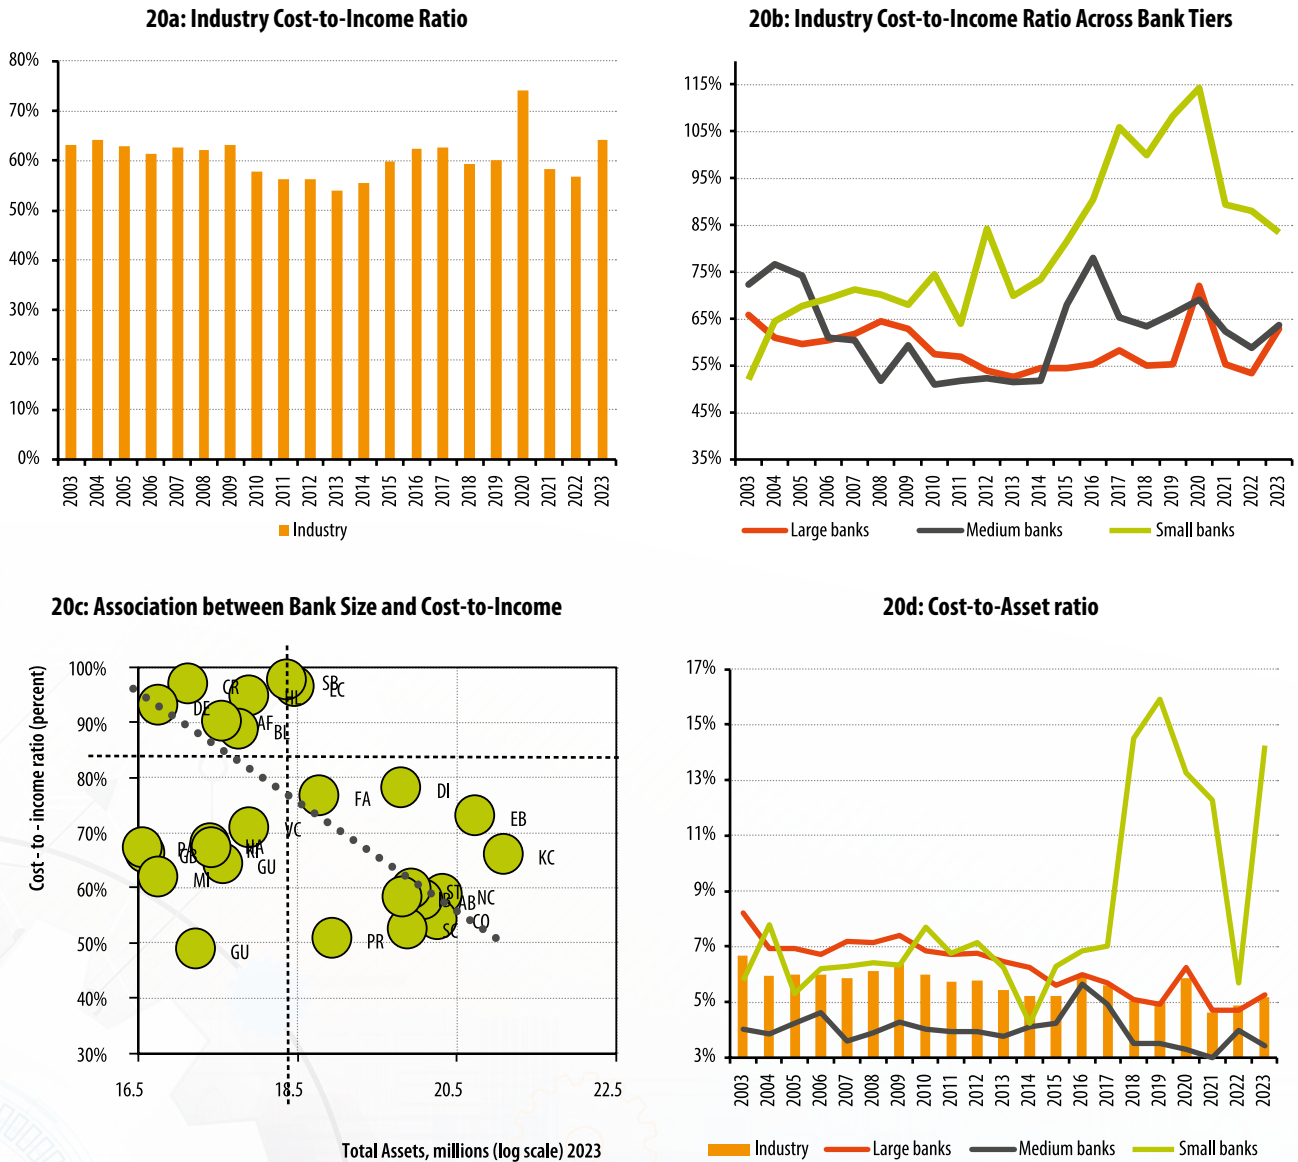 20a: Industry Cost-to-Income Ratio
80%
70%
60%
50%
40%
30%
20%
10%
0%
2003 2004 2005 2006 2007 2008 2009 2010 2011 2012 2013 2014 2015 2016 2017 2018 2019 2020 2021 2022 2023
Industry
20b: Industry Cost-to-Income Ratio Across Bank Tiers
115%
105%
95%
85%
75%
65%
55%
45%
35%
2003 2004 2005 2006 2007 2008 2009 2010 2011 2012 2013 2014 2015 2016 2017 2018 2019 2020 2021 2022 2023
Large banks Medium banks Small banks
20c: Association between Bank Size and Cost-to-Income
Cost - to - income ratio (percent)
100%
90%
80%
70%
60%
50%
40%
30%
CR
SB
DE
AF
BL
FA
DI
EB
VC
KC
GB
GU
MI
ST
NC
AB
CO
SC
PR
GU
16.5 18.5 20.5 22.5
Total Assets, millions (log scale) 2023
20d: Cost-to-Asset ratio
17%
15%
13%
11%
9%
7%
5%
3%
2003 2004 2005 2006 2007 2008 2009 2010 2011 2012 2013 2014 2015 2016 2017 2018 2019 2020 2021 2022 2023
Industry Large banks Medium banks Small banks